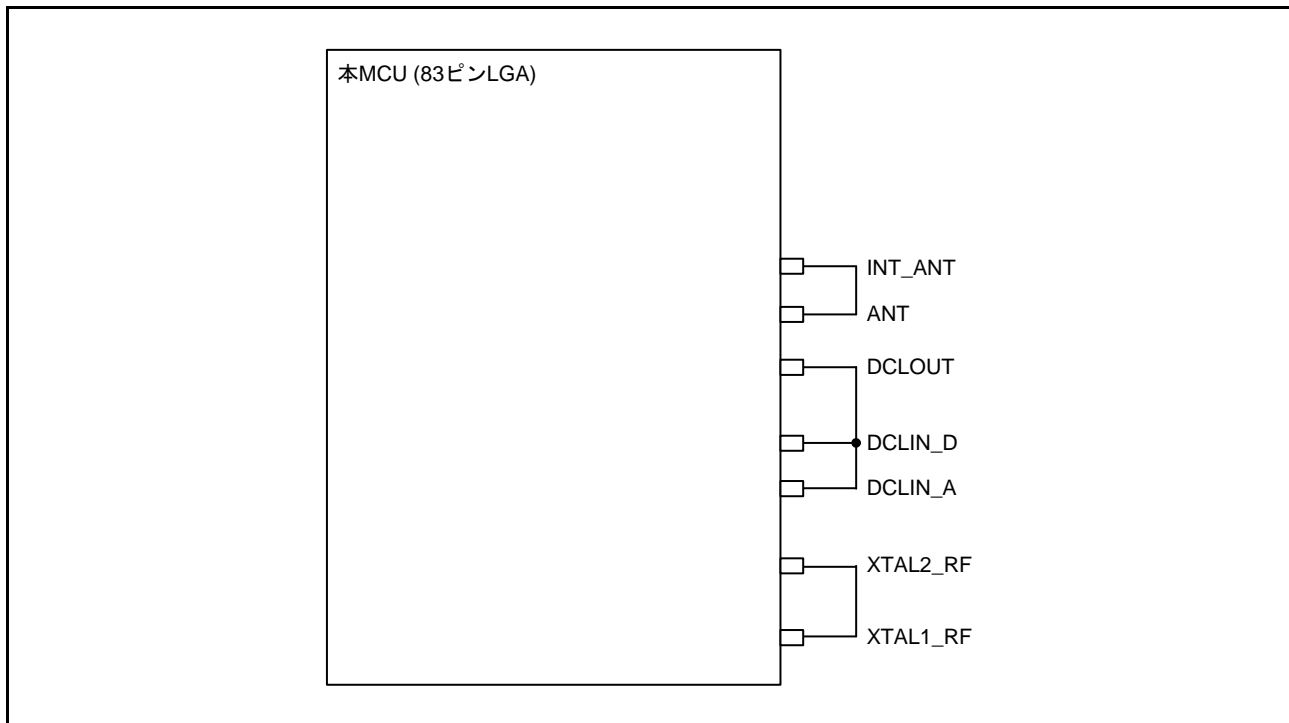 本MCU (83ピンLGA)
INT_ANT
ANT
DCLOUT
DCLIN_D
DCLIN_A
XTAL2_RF
XTAL1_RF